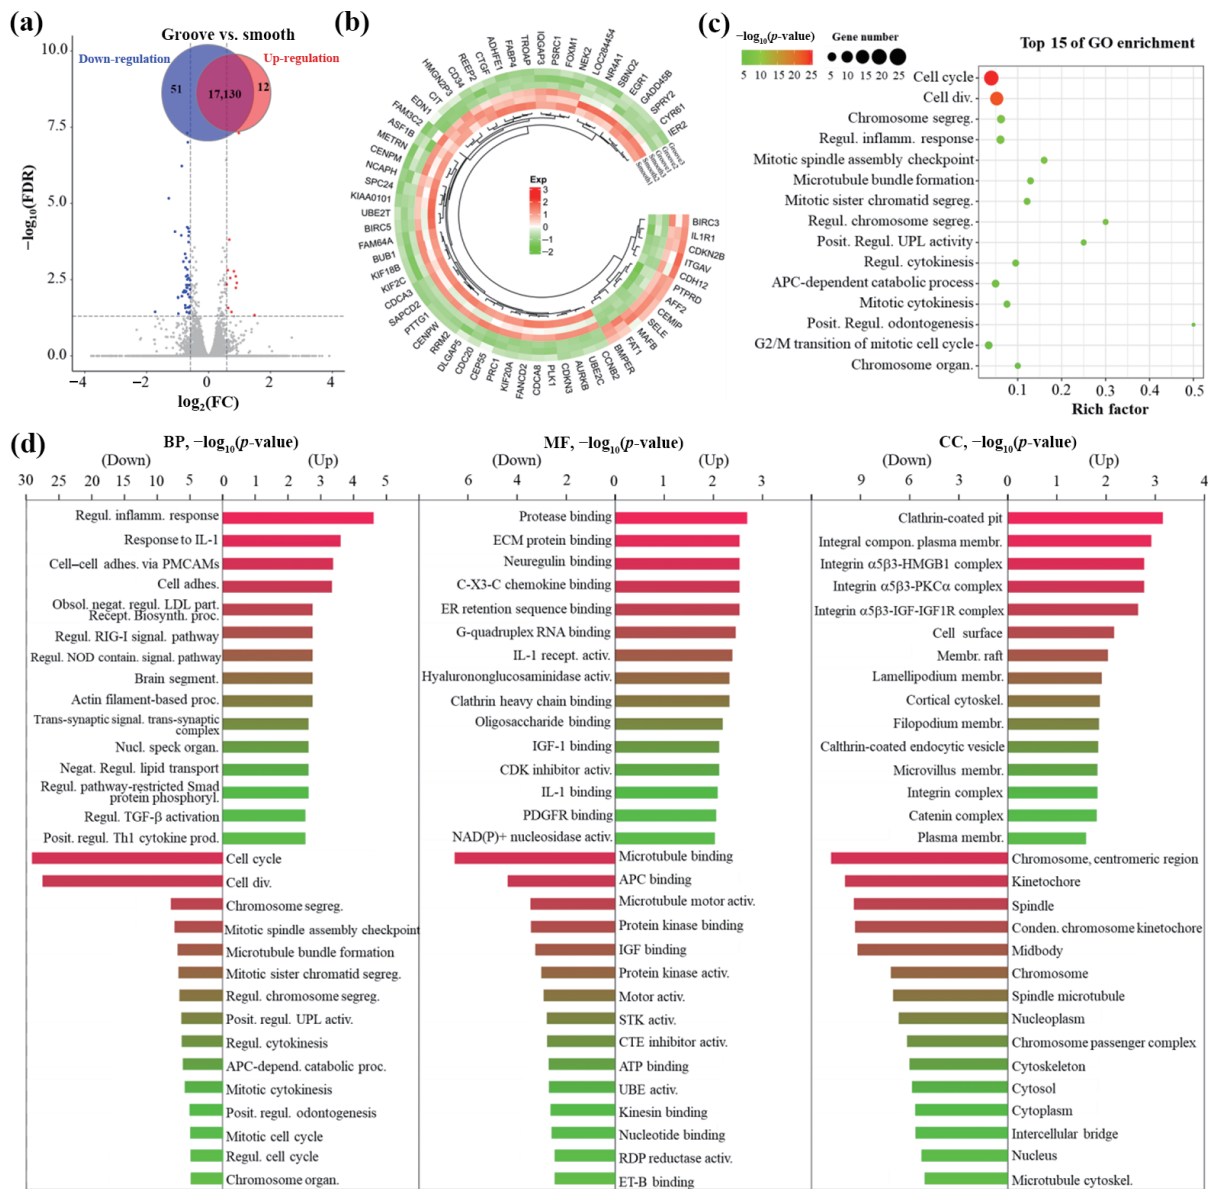 (a)
Groove vs. smooth
Down-regulation
Up-regulation
51
17,130
12
10.0
7.5
5.0
2.5
0.0
−log10(FDR)
−4
−2
0
2
4
log2(FC)
(b)
BIRC3
IL1R1
CDKN2B
ITGAV
CDH12
PTPRD
AFF2
CEMIP
SELE
MAFB
FAT1
BMPER
CCNB2
UBE2C
AURKB
CDKN3
PLK1
CDCA8
FANCD2
KIF20A
PRC1
CEP55
CDC20
DLGAP5
RRM2
CENPW
PTTG1
SAPCD2
CDCA3
KIF2C
KIF18B
BUB1
FAM64A
BIRC5
UBE2T
KIAA0101
SPC24
NCAPH
CENPM
METRN
ASF1B
FAM3C2
EDN1
CIT
HMGN2P3
CD34
REEP2
CTGF
ADHFE1
FABP4
TROAP
IQGAP3
PSRC1
FOXM1
NEK2
LOC284454
NR4A1
SBNO2
EGR1
GADD45B
SPRY2
CYR61
IER2
Groove3
Groove2
Groove1
Smooth3
Smooth2
Smooth1
Exp
3
2
1
0
−1
−2
(c)
−log10(p-value)
5 10 15 20 25
Gene number
5 10 15 20 25
Top 15 of GO enrichment
Cell cycle
Cell div.
Chromosome segreg.
Regul. inflamm. response
Mitotic spindle assembly checkpoint
Microtubule bundle formation
Mitotic sister chromatid segreg.
Regul. chromosome segreg.
Posit. Regul. UPL activity
Regul. cytokinesis
APC-dependent catabolic process
Mitotic cytokinesis
Posit. Regul. odontogenesis
G2/M transition of mitotic cell cycle
Chromosome organ.
0.1 0.2 0.3 0.4 0.5
Rich factor
(d)
BP, −log10(p-value)
(Down) (Up)
30 25 20 15 10 5 0 1 2 3 4 5
Regul. inflamm. response
Response to IL-1
Cell–cell adhes. via PMCAMs
Cell adhes.
Obsol. negat. regul. LDL part.
Recept. Biosynth. proc.
Regul. RIG-I signal. pathway
Regul. NOD contain. signal. pathway
Brain segment.
Actin filament-based proc.
Trans-synaptic signal. trans-synaptic
complex
Nucl. speck organ.
Negat. Regul. lipid transport
Regul. pathway-restricted Smad
protein phosphoryl.
Regul. TGF-β activation
Posit. regul. Th1 cytokine prod.
Cell cycle
Cell div.
Chromosome segreg.
Mitotic spindle assembly checkpoint
Microtubule bundle formation
Mitotic sister chromatid segreg.
Regul. chromosome segreg.
Posit. regul. UPL activ.
Regul. cytokinesis
APC-depend. catabolic proc.
Mitotic cytokinesis
Posit. regul. odontogenesis
Mitotic cell cycle
Regul. cell cycle
Chromosome organ.
MF, −log10(p-value)
(Down) (Up)
6 4 2 0 1 2 3
Protease binding
ECM protein binding
Neuregulin binding
C-X3-C chemokine binding
ER retention sequence binding
G-quadruplex RNA binding
IL-1 recept. activ.
Hyaluronongluсosaminidase activ.
Clathrin heavy chain binding
Oligosaccharide binding
IGF-1 binding
CDK inhibitor activ.
IL-1 binding
PDGFR binding
NAD(P)+ nucleosidase activ.
Microtubule binding
APC binding
Microtubule motor activ.
Protein kinase binding
IGF binding
Protein kinase activ.
Motor activ.
STK activ.
CTE inhibitor activ.
ATP binding
UBE activ.
Kinesin binding
Nucleotide binding
RDP reductase activ.
ET-B binding
CC, −log10(p-value)
(Down) (Up)
9 6 3 0 1 2 3 4
Clathrin-coated pit
Integral compon. plasma membr.
Integrin α5β3-HMGB1 complex
Integrin α5β3-PKCα complex
Integrin α5β3-IGF-IGF1R complex
Cell surface
Membr. raft
Lamellipodium membr.
Cortical cytoskel.
Filopodium membr.
Calthrin-coated endocytic vesicle
Microvillus membr.
Integrin complex
Catenin complex
Plasma membr.
Chromosome, centromeric region
Kinetochore
Spindle
Conden. chromosome kinetochore
Midbody
Chromosome
Spindle microtubule
Nucleoplasm
Chromosome passenger complex
Cytoskeleton
Cytosol
Cytoplasm
Intercellular bridge
Nucleus
Microtubule cytoskel.